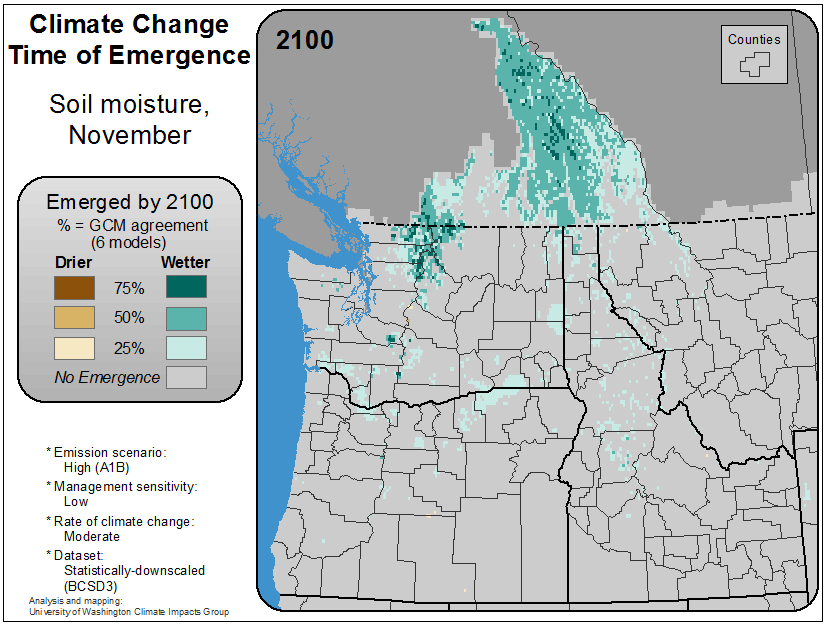 Climate Change
Time of Emergence
Soil moisture,
November
Emerged by 2100
% = GCM agreement
(6 models)
Drier Wetter
75%
50%
25%
No Emergence
* Emission scenario:
High (A1B)
* Management sensitivity:
Low
* Rate of climate change:
Moderate
* Dataset:
Statistically-downscaled
(BCSD3)
Analysis and mapping:
University of Washington Climate Impacts Group
2100
Counties